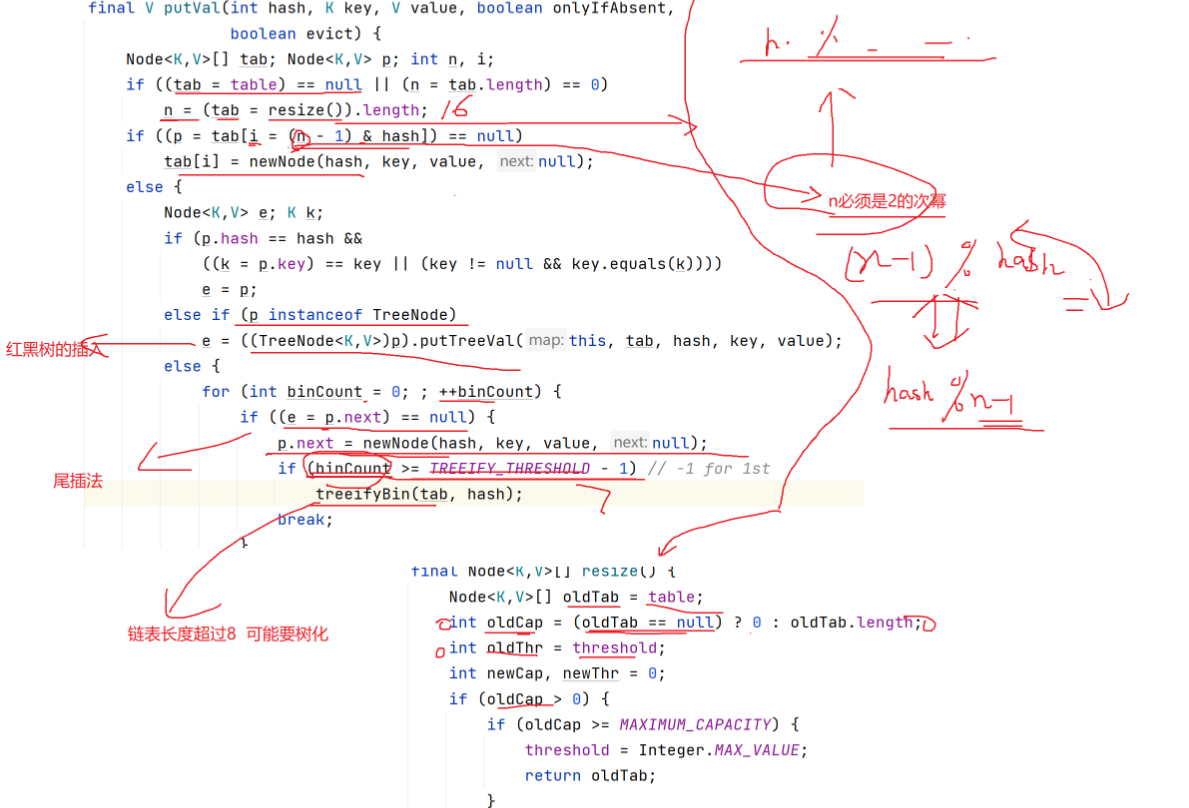 final V putVal(int hash, K key, V value, boolean onlyIfAbsent,
boolean evict) {
Node<K,V>[] tab; Node<K,V> p; int n, i;
if ((tab = table) == null || (n = tab.length) == 0)
n = (tab = resize()).length; 16
if ((p = tab[i = (n - 1) & hash]) == null)
tab[i] = newNode(hash, key, value, next: null);
else {
Node<K,V> e; K k;
if (p.hash == hash &&
((k = p.key) == key || (key != null && key.equals(k))))
e = p;
else if (p instanceof TreeNode)
e = ((TreeNode<K,V>)p).putTreeVal( map: this, tab, hash, key, value);
else {
for (int binCount = 0; ; ++binCount) {
if ((e = p.next) == null) {
p.next = newNode(hash, key, value, next: null);
if (binCount >= TREEIFY_THRESHOLD - 1) // -1 for 1st
treeifyBin(tab, hash); 7
break;
}
h. %
n必须是2的次幂
(n-1) % hash
hash % n-1
红黑树的插入
尾插法
链表长度超过8 可能要树化
final Node<K,V>[] resize() {
Node<K,V>[] oldTab = table;
int oldCap = (oldTab == null) ? 0 : oldTab.length; 0
0 int oldThr = threshold;
int newCap, newThr = 0;
if (oldCap > 0) {
if (oldCap >= MAXIMUM_CAPACITY) {
threshold = Integer.MAX_VALUE;
return oldTab;
}